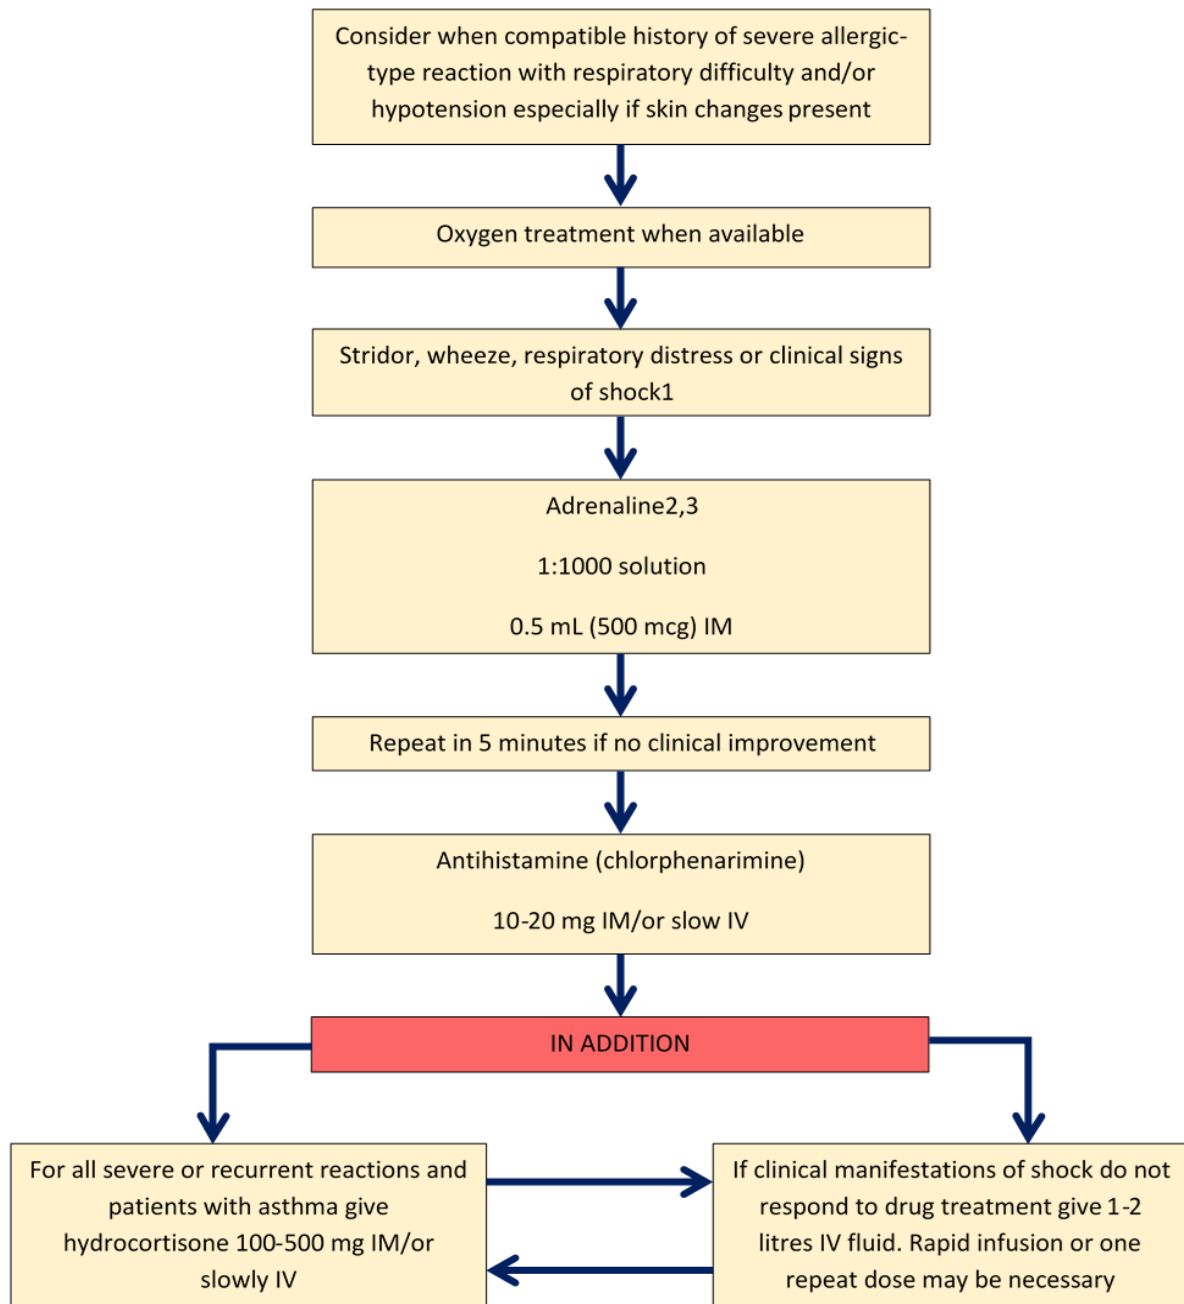 Consider when compatible history of severe allergic-
type reaction with respiratory difficulty and/or
hypotension especially if skin changes present
Oxygen treatment when available
Stridor, wheeze, respiratory distress or clinical signs
of shock1
Adrenaline2,3
1:1000 solution
0.5 mL (500 mcg) IM
Repeat in 5 minutes if no clinical improvement
Antihistamine (chlorphenarimine)
10-20 mg IM/or slow IV
IN ADDITION
For all severe or recurrent reactions and
patients with asthma give
hydrocortisone 100-500 mg IM/or
slowly IV
If clinical manifestations of shock do not
respond to drug treatment give 1-2
litres IV fluid. Rapid infusion or one
repeat dose may be necessary